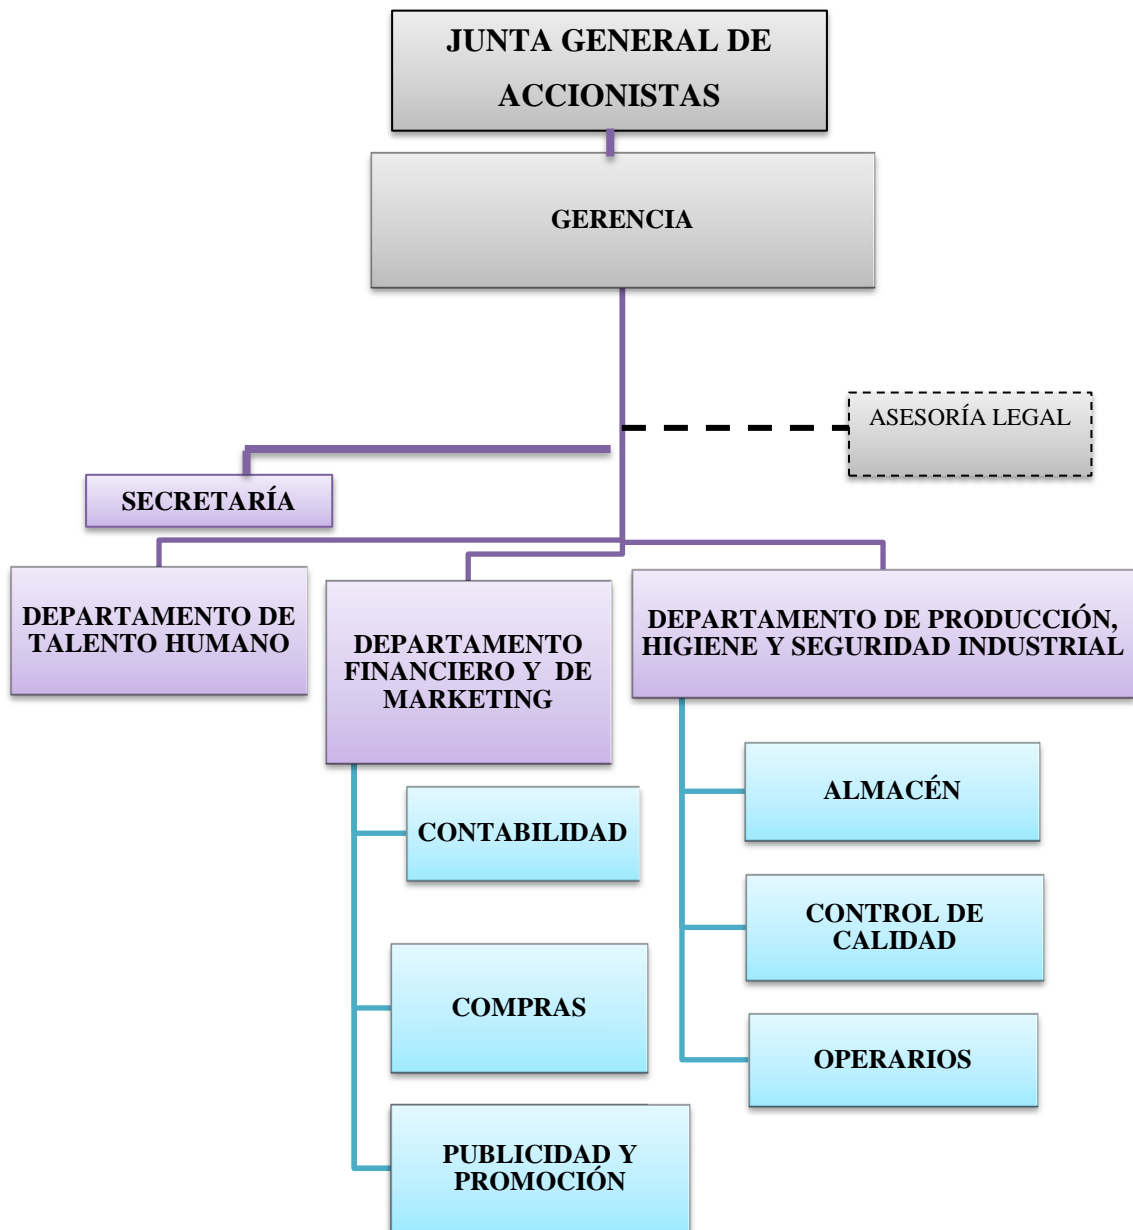 JUNTA GENERAL DE
ACCIONISTAS
GERENCIA
ASESORÍA LEGAL
SECRETARÍA
DEPARTAMENTO DE
TALENTO HUMANO
DEPARTAMENTO
FINANCIERO Y  DE
MARKETING
DEPARTAMENTO DE PRODUCCIÓN,
HIGIENE Y SEGURIDAD INDUSTRIAL
CONTABILIDAD
COMPRAS
PUBLICIDAD Y
PROMOCIÓN
ALMACÉN
CONTROL DE
CALIDAD
OPERARIOS